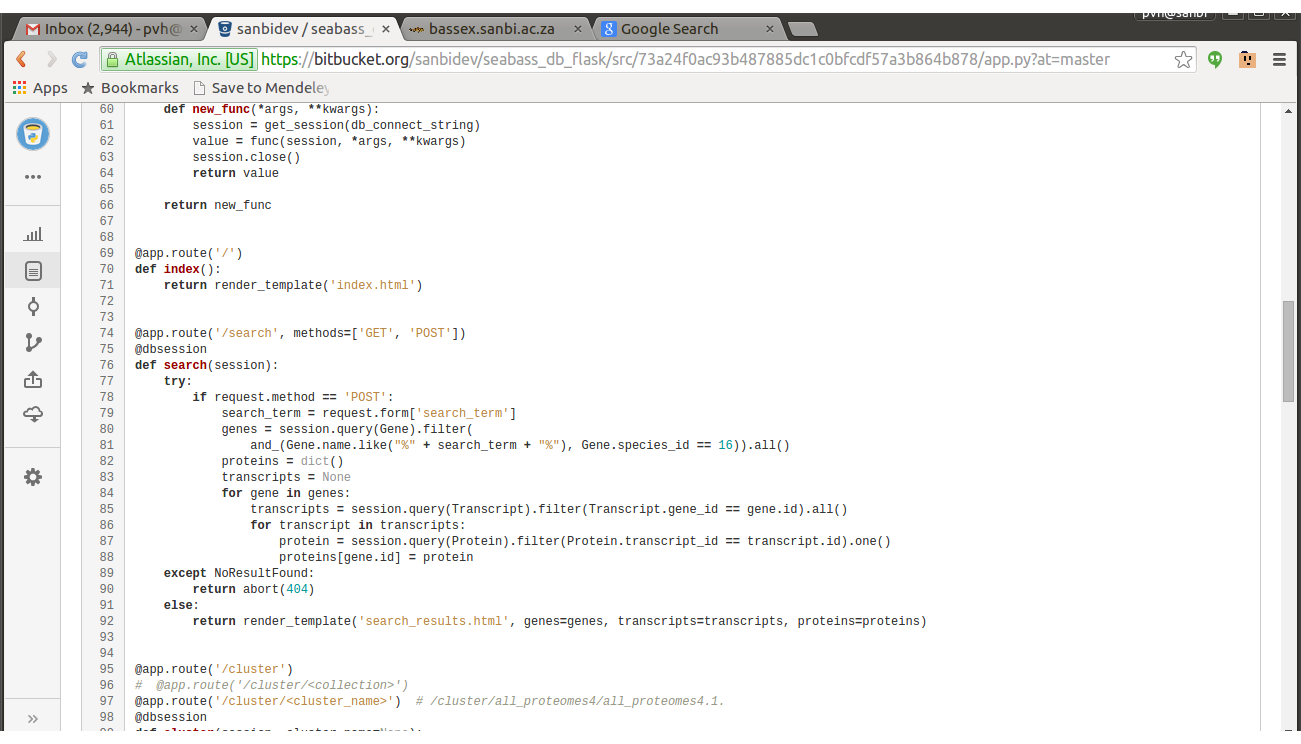 pvh@sanbi
Inbox (2,944) - pvh@ × sanbidev / seabass_ × bassex.sanbi.ac.za × Google Search ×
Atlassian, Inc. [US] https://bitbucket.org/sanbidev/seabass_db_flask/src/73a24f0ac93b487885dc1c0bfcdf57a3b864b878/app.py?at=master
Apps Bookmarks Save to Mendeley
60 def new_func(*args, **kwargs):
61 session = get_session(db_connect_string)
62 value = func(session, *args, **kwargs)
63 session.close()
64 return value
65
66 return new_func
67
68
69 @app.route('/')
70 def index():
71 return render_template('index.html')
72
73
74 @app.route('/search', methods=['GET', 'POST'])
75 @dbsession
76 def search(session):
77 try:
78 if request.method == 'POST':
79 search_term = request.form['search_term']
80 genes = session.query(Gene).filter(
81 and_(Gene.name.like("%" + search_term + "%"), Gene.species_id == 16)).all()
82 proteins = dict()
83 transcripts = None
84 for gene in genes:
85 transcripts = session.query(Transcript).filter(Transcript.gene_id == gene.id).all()
86 for transcript in transcripts:
87 protein = session.query(Protein).filter(Protein.transcript_id == transcript.id).one()
88 proteins[gene.id] = protein
89 except NoResultFound:
90 return abort(404)
91 else:
92 return render_template('search_results.html', genes=genes, transcripts=transcripts, proteins=proteins)
93
94
95 @app.route('/cluster')
96 # @app.route('/cluster/<collection>')
97 @app.route('/cluster/<cluster_name>') # /cluster/all_proteomes4/all_proteomes4.1.
98 @dbsession
99 def cluster(session, cluster_name=None):